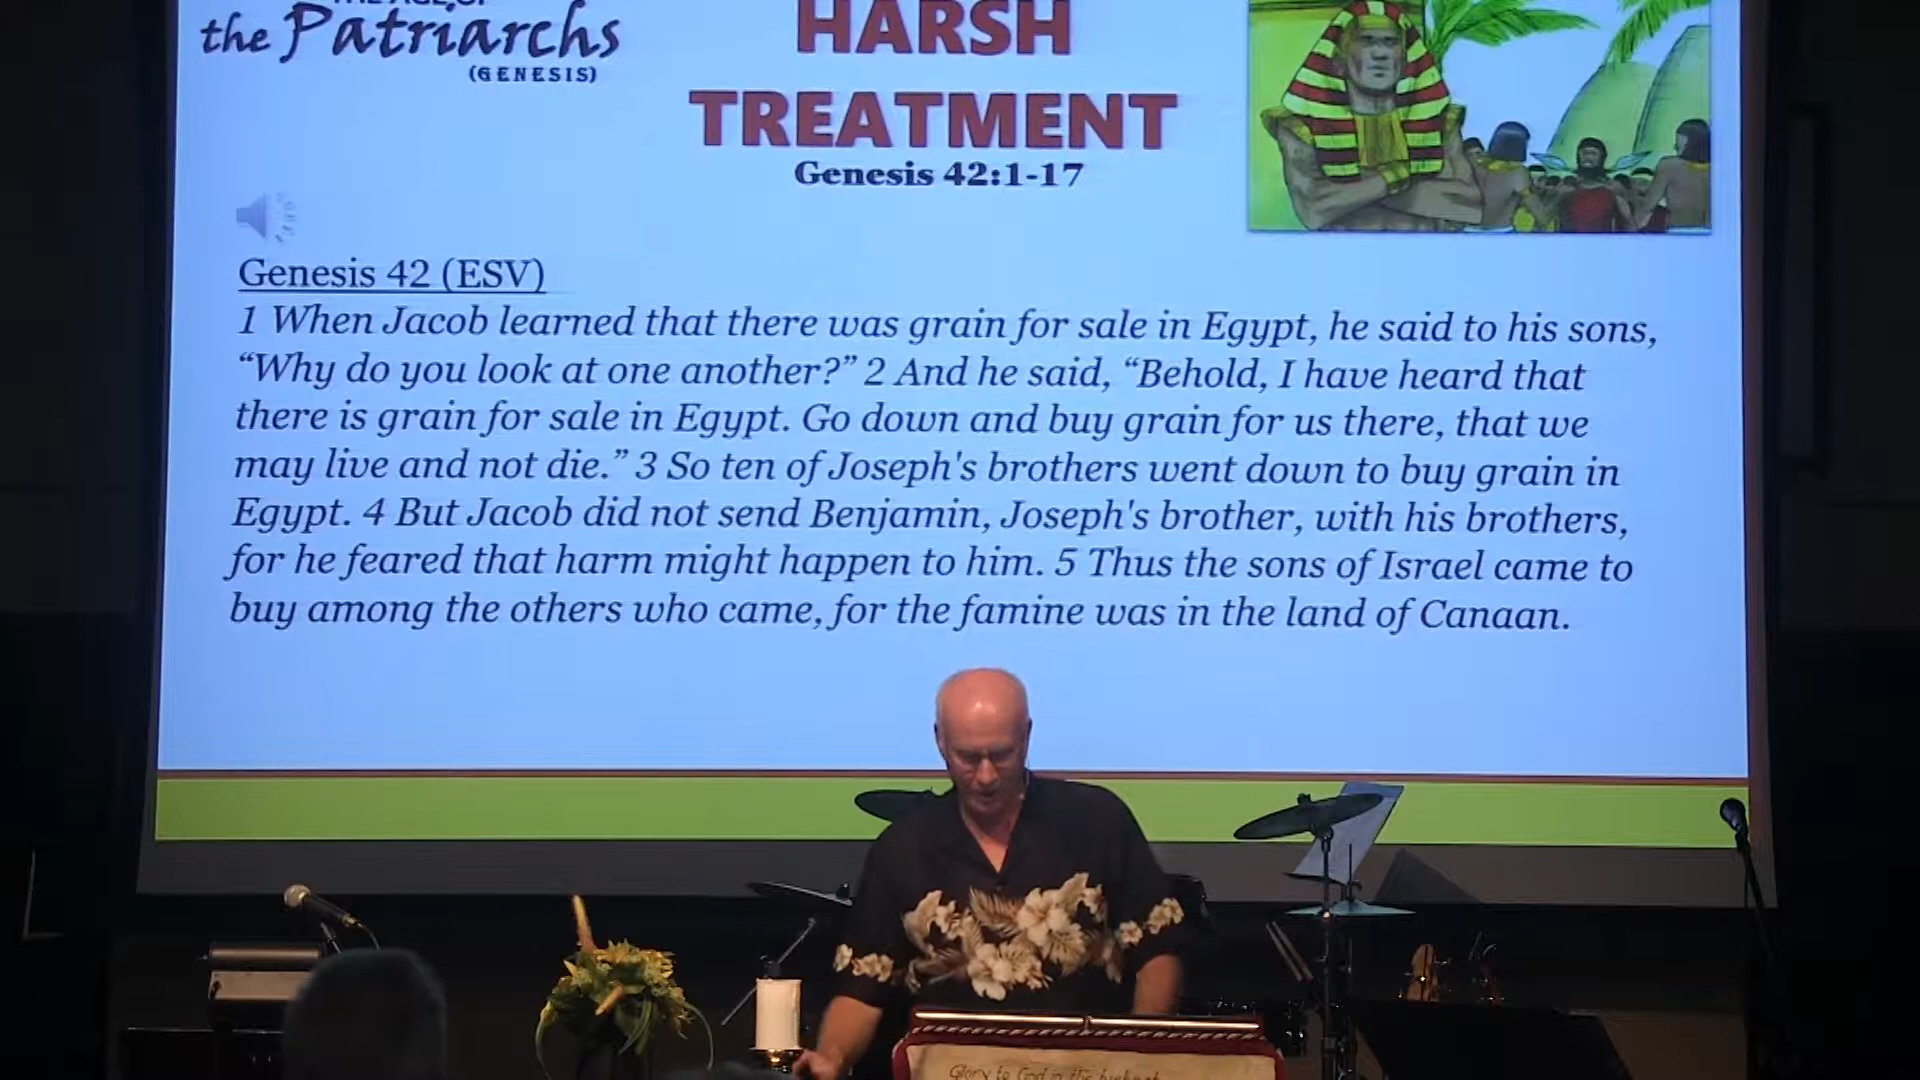 THE AGE OF
the Patriarchs
(GENESIS)
HARSH
TREATMENT
Genesis 42:1-17
Genesis 42 (ESV)
1 When Jacob learned that there was grain for sale in Egypt, he said to his sons,
“Why do you look at one another?” 2 And he said, “Behold, I have heard that
there is grain for sale in Egypt. Go down and buy grain for us there, that we
may live and not die.” 3 So ten of Joseph's brothers went down to buy grain in
Egypt. 4 But Jacob did not send Benjamin, Joseph's brother, with his brothers,
for he feared that harm might happen to him. 5 Thus the sons of Israel came to
buy among the others who came, for the famine was in the land of Canaan.
Glory to God in the highest